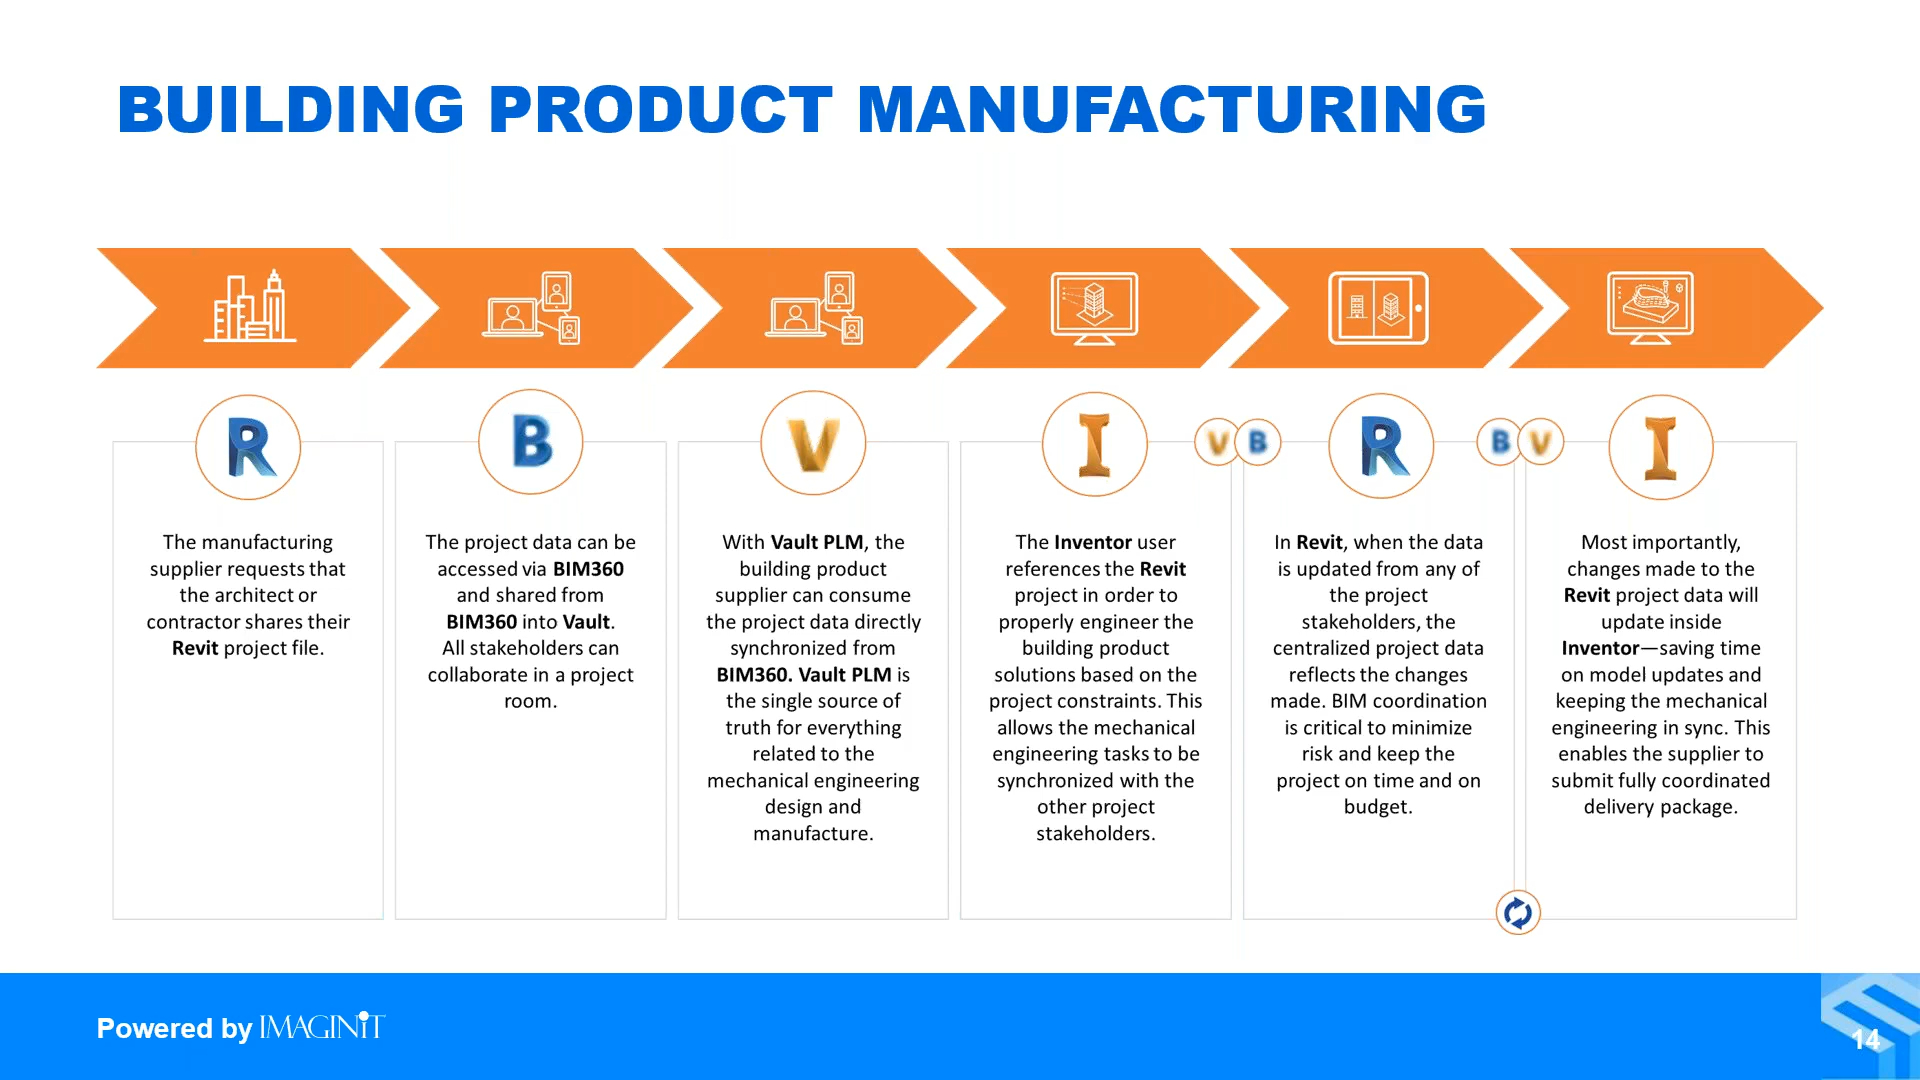 BUILDING PRODUCT MANUFACTURING
R
B
V
I
V
B
R
B
V
I
The manufacturing
supplier requests that
the architect or
contractor shares their
Revit project file.
The project data can be
accessed via BIM360
and shared from
BIM360 into Vault.
All stakeholders can
collaborate in a project
room.
With Vault PLM, the
building product
supplier can consume
the project data directly
synchronized from
BIM360. Vault PLM is
the single source of
truth for everything
related to the
mechanical engineering
design and
manufacture.
The Inventor user
references the Revit
project in order to
properly engineer the
building product
solutions based on the
project constraints. This
allows the mechanical
engineering tasks to be
synchronized with the
other project
stakeholders.
In Revit, when the data
is updated from any of
the project
stakeholders, the
centralized project data
reflects the changes
made. BIM coordination
is critical to minimize
risk and keep the
project on time and on
budget.
Most importantly,
changes made to the
Revit project data will
update inside
Inventor—saving time
on model updates and
keeping the mechanical
engineering in sync. This
enables the supplier to
submit fully coordinated
delivery package.
Powered by IMAGINiT
14